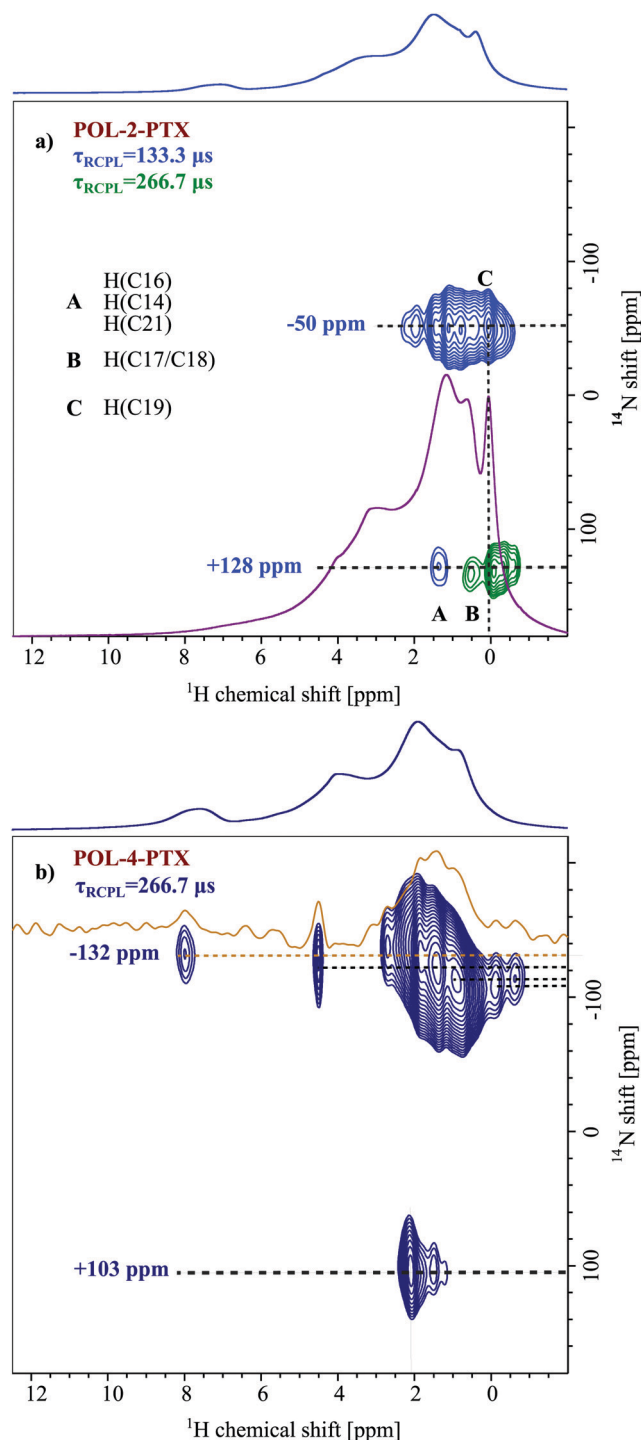 a)
POL-2-PTX
τRCPL=133.3 µs
τRCPL=266.7 µs
H(C16)
A H(C14)
H(C21)
B H(C17/C18)
C H(C19)
C
-50 ppm
+128 ppm
A B
-100
0
100
¹⁴N shift [ppm]
12 10 8 6 4 2 0
¹H chemical shift [ppm]
b)
POL-4-PTX
τRCPL=266.7 µs
-132 ppm
+103 ppm
-100
0
100
¹⁴N shift [ppm]
12 10 8 6 4 2 0
¹H chemical shift [ppm]